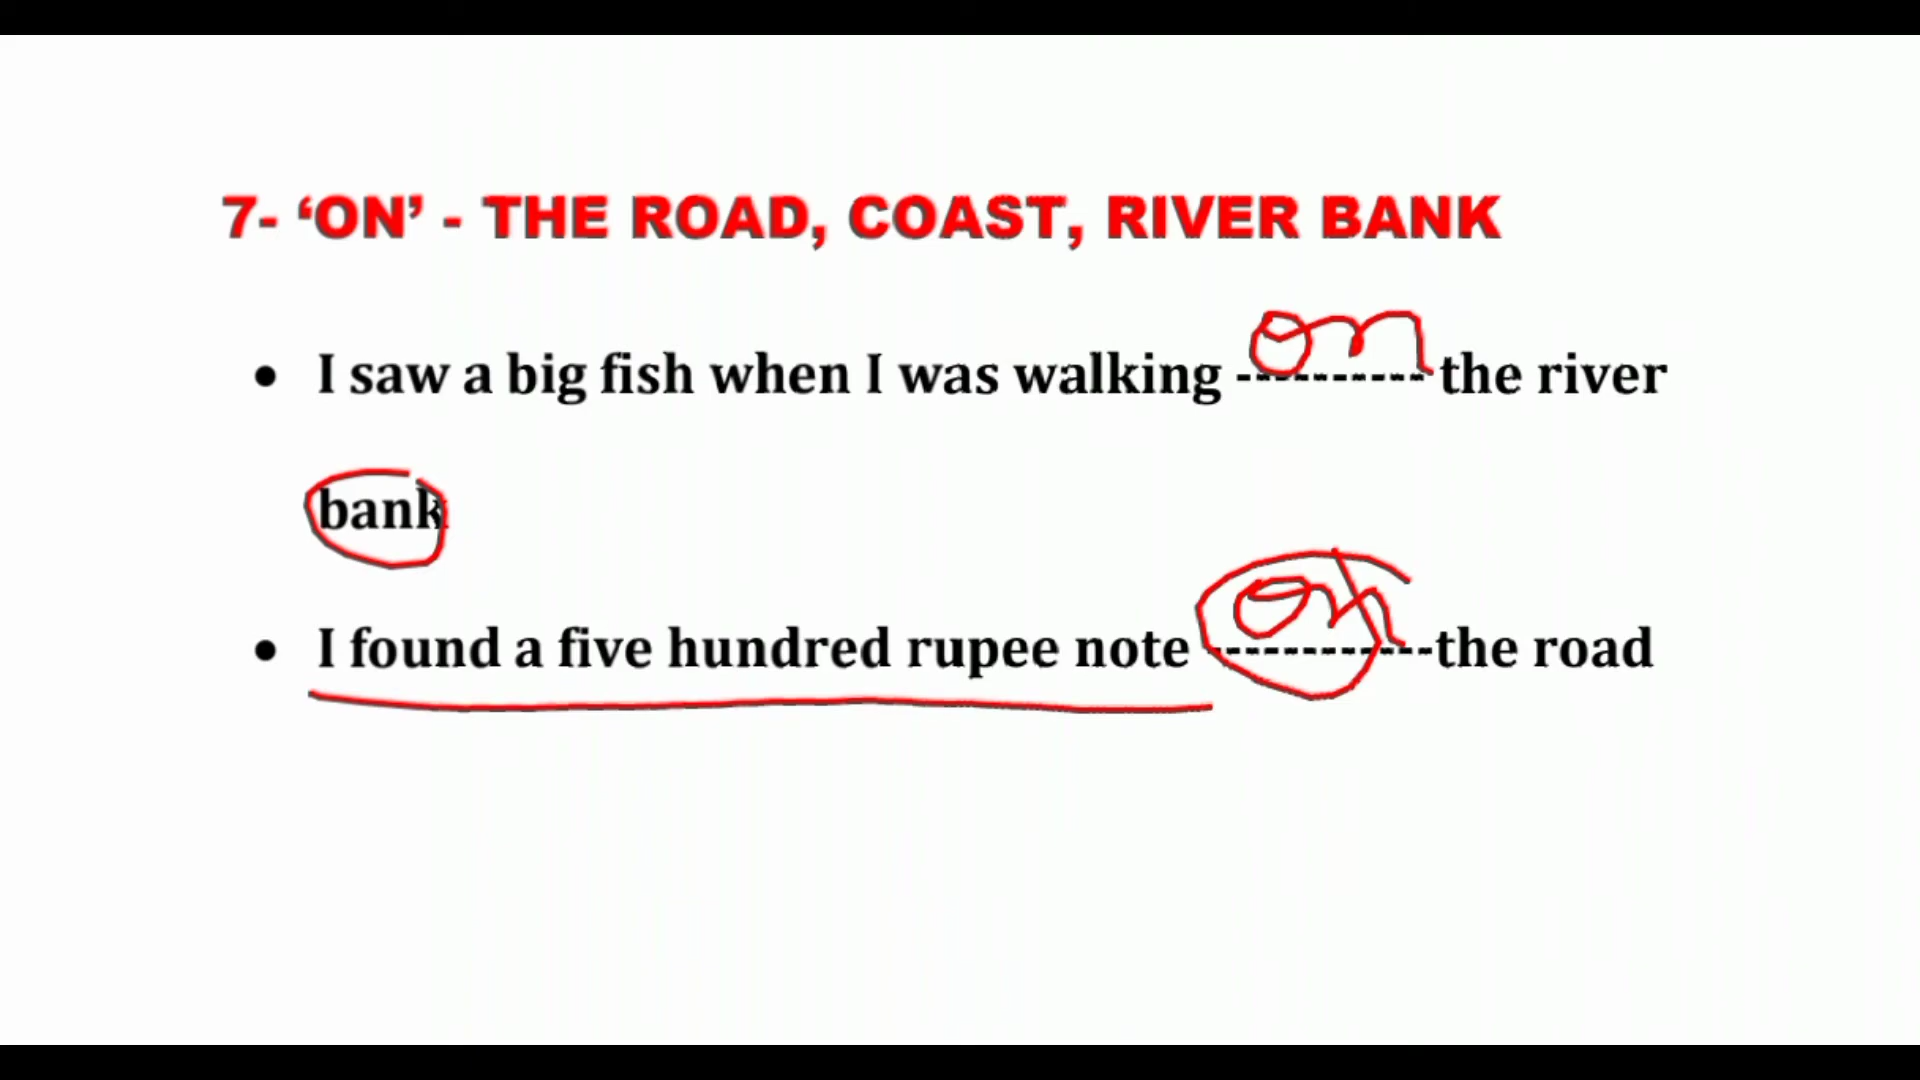 7- ‘ON’ - THE ROAD, COAST, RIVER BANK
• I saw a big fish when I was walking ---on--- the river
bank
• I found a five hundred rupee note ---on---the road